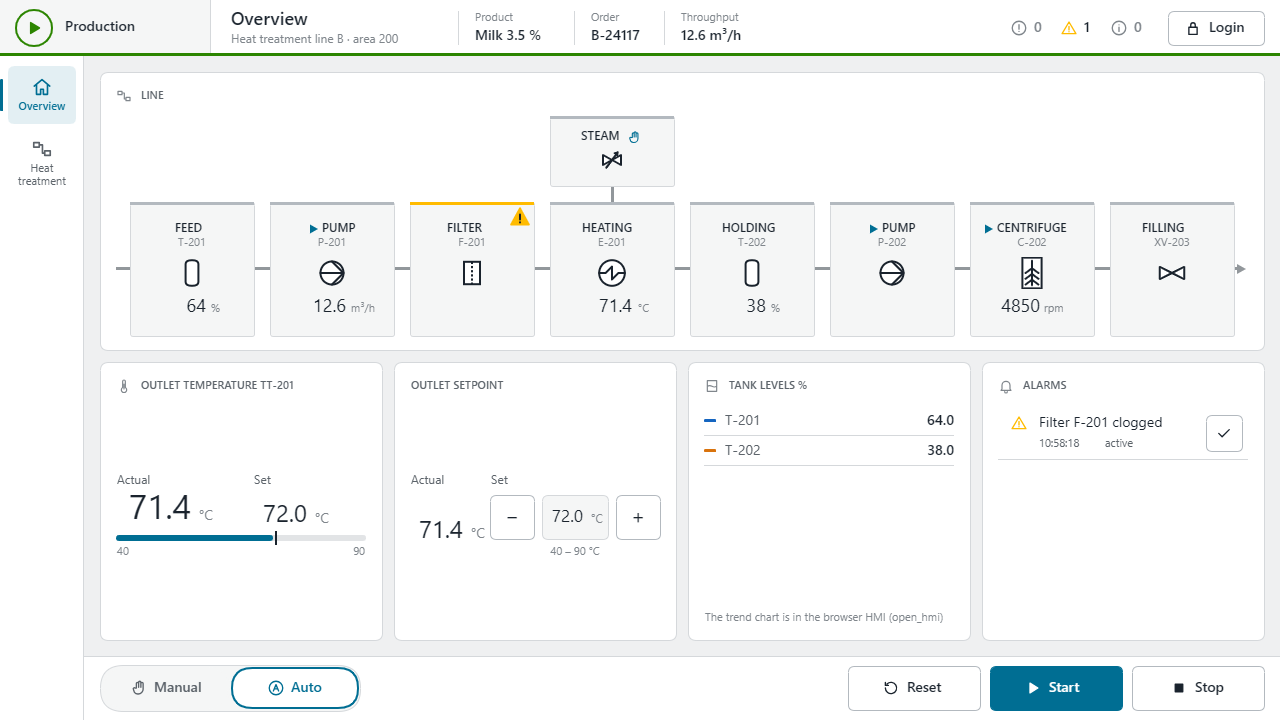 Production
Overview
Heat treatment line B · area 200
Product
Milk 3.5 %
Order
B-24117
Throughput
12.6 m³/h
0
1
0
Login
Overview
Heat
treatment
LINE
STEAM
FEED
T-201
64 %
PUMP
P-201
12.6 m³/h
FILTER
F-201
HEATING
E-201
71.4 °C
HOLDING
T-202
38 %
PUMP
P-202
CENTRIFUGE
C-202
4850 rpm
FILLING
XV-203
OUTLET TEMPERATURE TT-201
Actual
Set
71.4 °C
72.0 °C
40
90
OUTLET SETPOINT
Actual
Set
71.4 °C
−
72.0 °C
+
40 – 90 °C
TANK LEVELS %
T-201 64.0
T-202 38.0
The trend chart is in the browser HMI (open_hmi)
ALARMS
Filter F-201 clogged
10:58:18 active
Manual
A Auto
Reset
Start
Stop